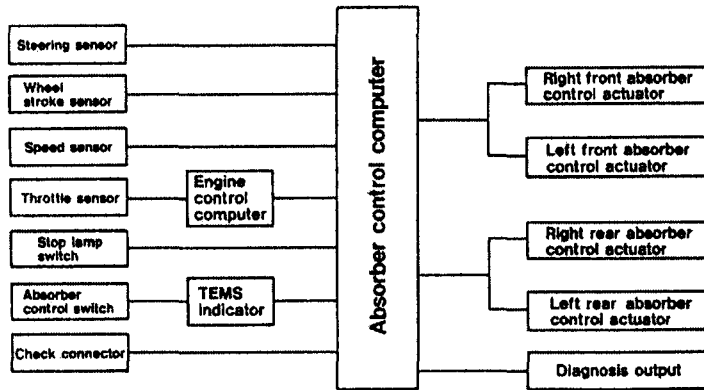 Steering sensor
Wheel
stroke sensor
Speed sensor
Throttle sensor
Engine
control
computer
Stop lamp
switch
Absorber
control switch
TEMS
Indicator
Check connector
Absorber control computer
Right front absorber
control actuator
Left front absorber
control actuator
Right rear absorber
control actuator
Left rear absorber
control actuator
Diagnosis output